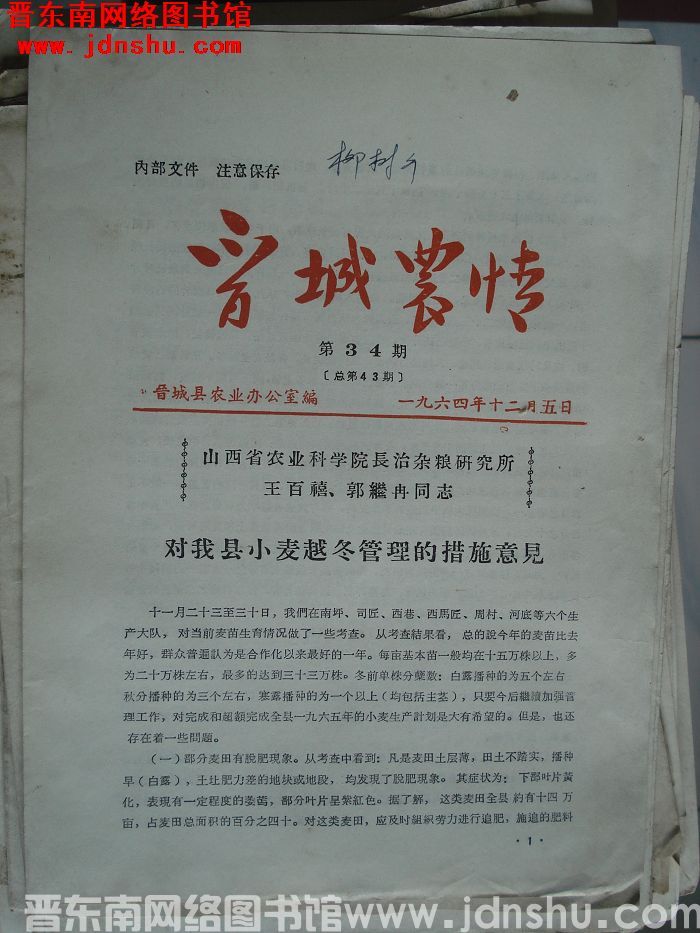 晋东南网络图书馆
www.jdnshu.com
內部文件 注意保存
柳树
晋城農情
第34期
〔总第43期〕
晋城县农业办公室編
一九六四年十二月五日
山西省农业科学院長治杂粮研究所
王百禧、郭繼冉同志
对我县小麦越冬管理的措施意見
十一月二十三至三十日，我們在南坪、司匠、西巷、西馬匠、周村、河底等六个生
产大队，对当前麦苗生育情况做了一些考查。从考查結果看，总的說今年的麦苗比去
年好，群众普遍認为是合作化以来最好的一年。每亩基本苗一般均在十五万株以上，多
为二十万株左右，最多的达到三十三万株。冬前单株分蘖数：白露播种的为五个左右
秋分播种的为三个左右，寒露播种的为一个以上（均包括主茎），只要今后繼續加强管
理工作，对完成和超额完成全县一九六五年的小麦生产計划是大有希望的。但是，也还
存在着一些問題。
（一）部分麦田有脫肥現象。从考查中看到：凡是麦田土层薄，田土不踏实，播种
早（白露），土圵肥力差的地块或地段，均发現了脫肥現象。其症状为：下部叶片黃
化，表現有一定程度的萎蔫，部分叶片呈紫紅色。据了解，这类麦田全县約有十四万
亩，占麦田总面积的百分之四十。对这类麦田，应及时組織劳力进行追肥，施追的肥料
·1·
晋东南网络图书馆www.jdnshu.com